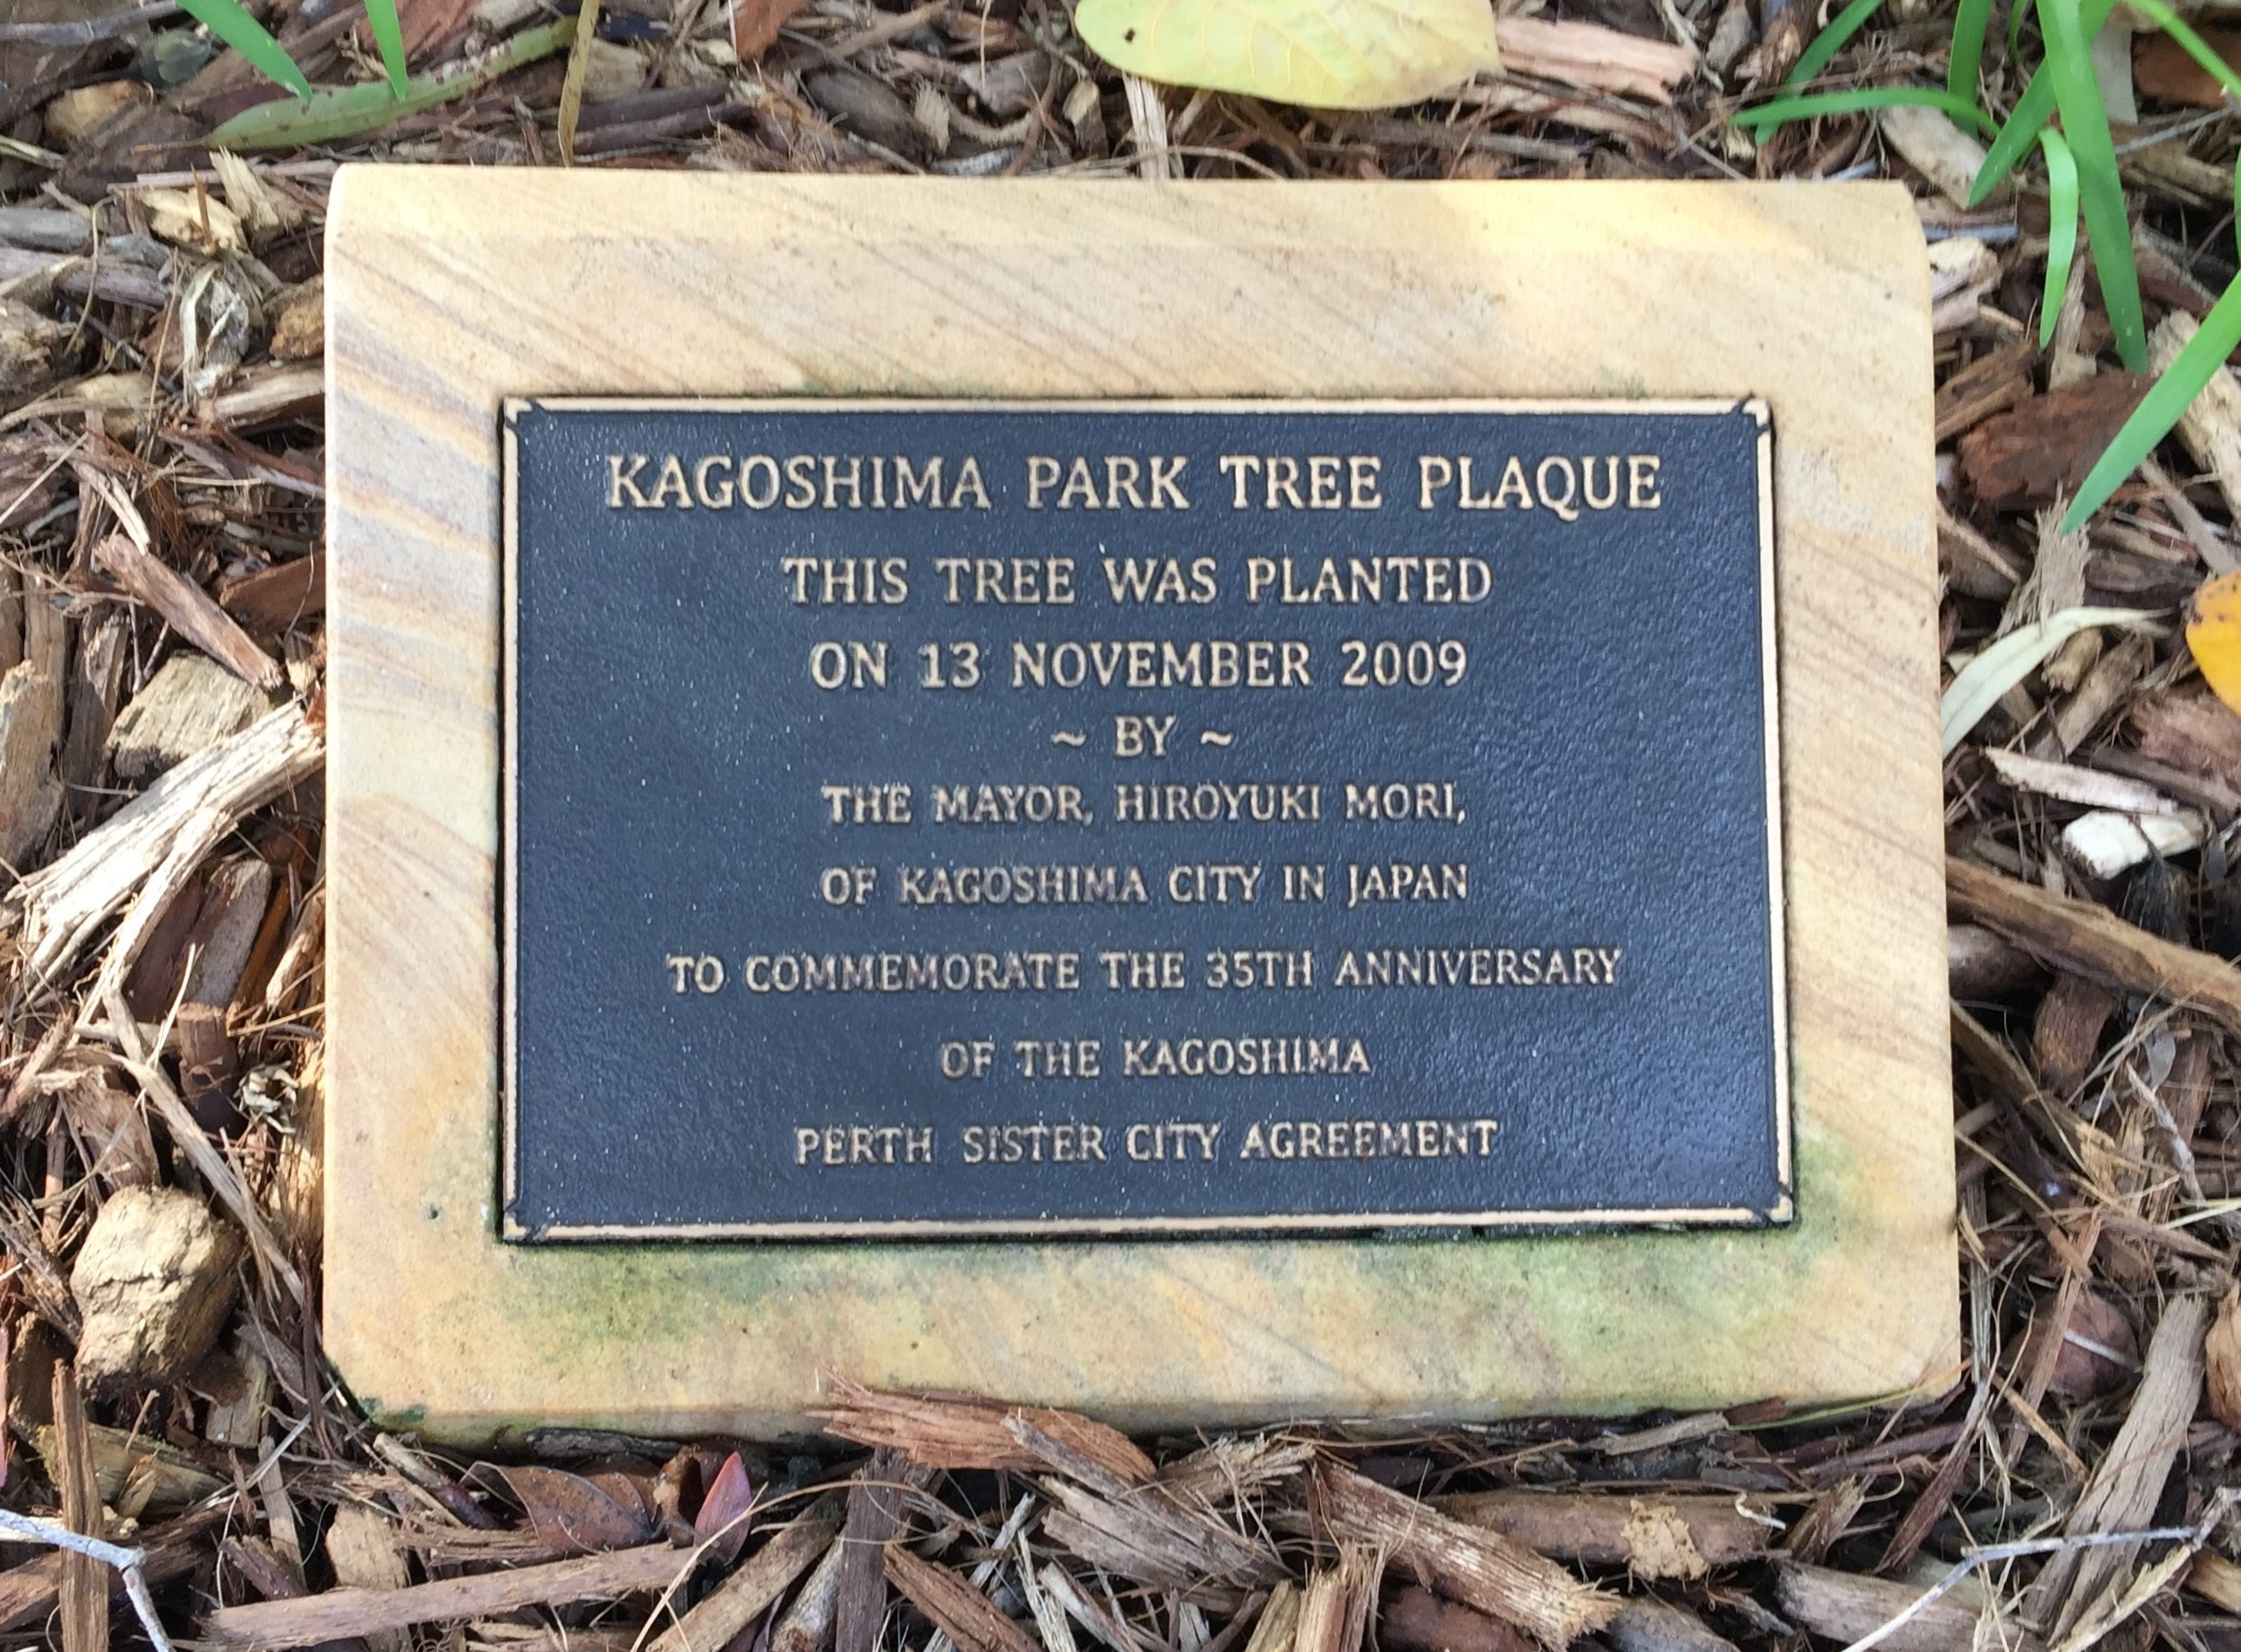 KAGOSHIMA PARK TREE PLAQUE
THIS TREE WAS PLANTED
ON 13 NOVEMBER 2009
~ BY ~
THE MAYOR, HIROYUKI MORI,
OF KAGOSHIMA CITY IN JAPAN
TO COMMEMORATE THE 35TH ANNIVERSARY
OF THE KAGOSHIMA
PERTH SISTER CITY AGREEMENT